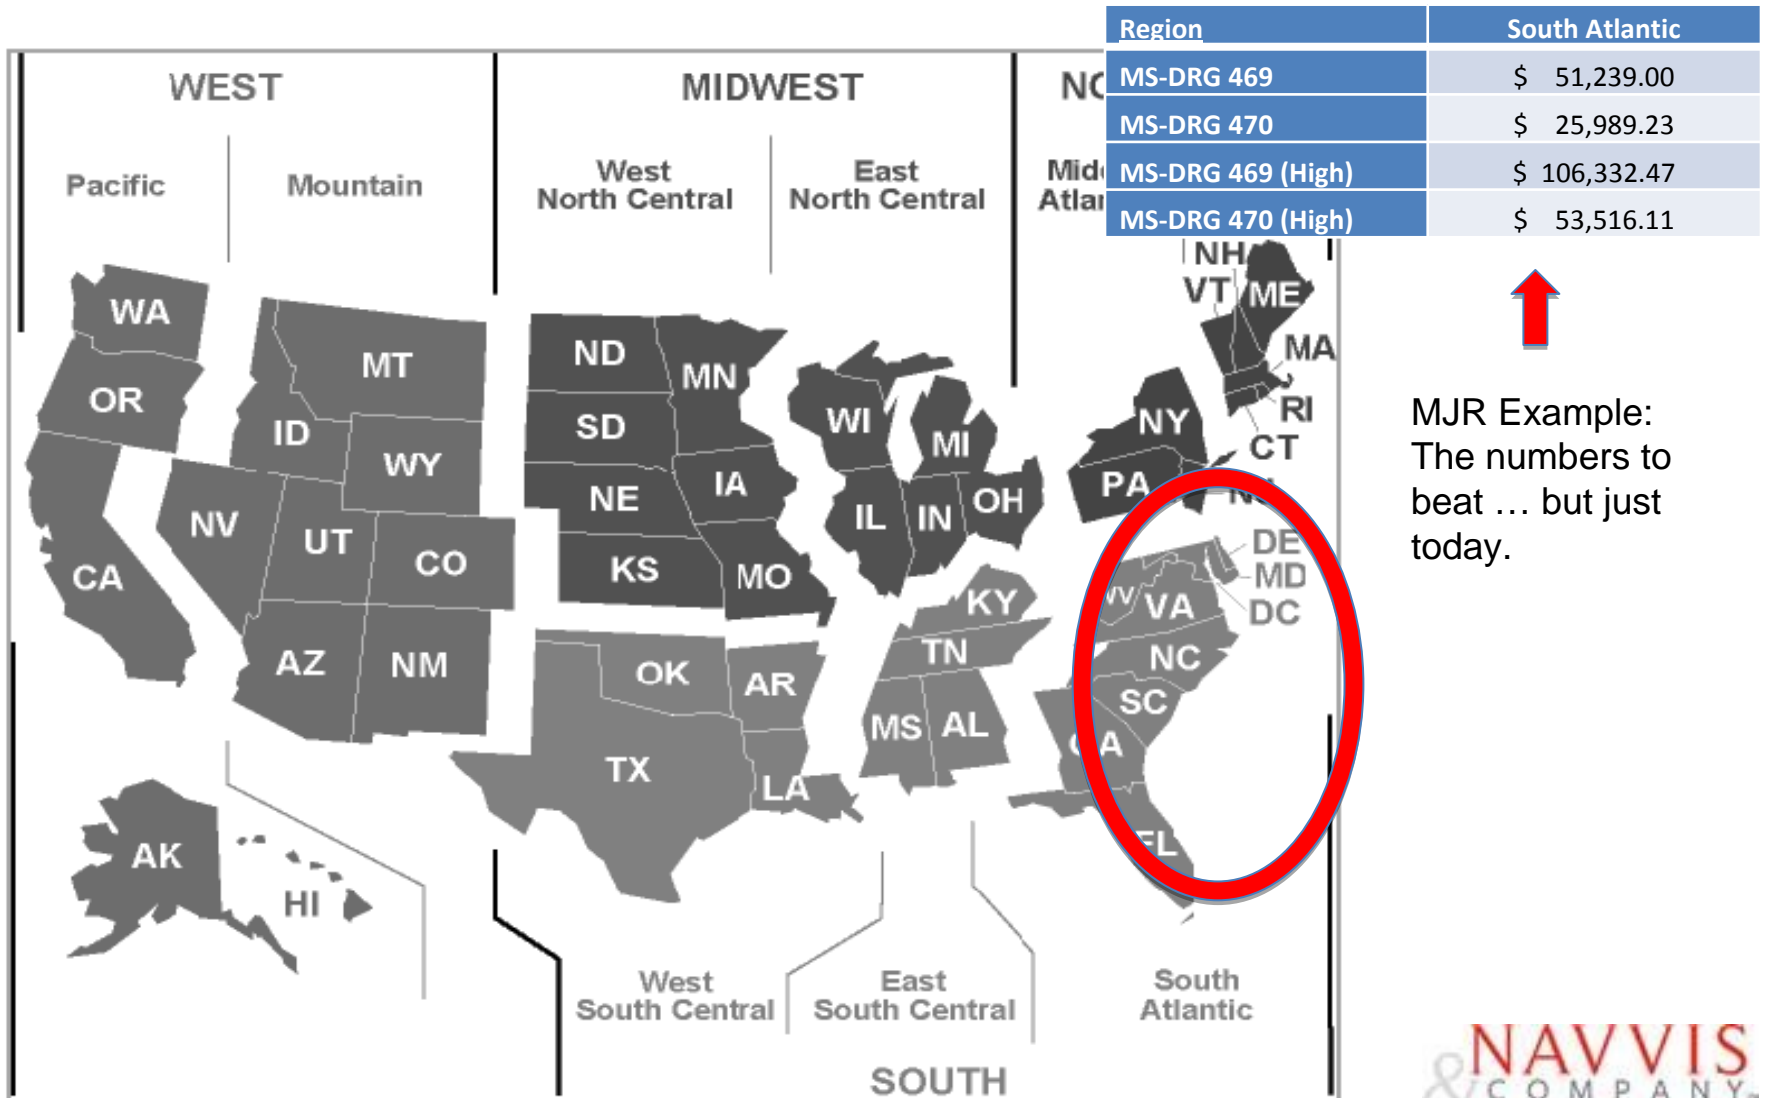 Region South Atlantic
MS-DRG 469 $ 51,239.00
MS-DRG 470 $ 25,989.23
MS-DRG 469 (High) $ 106,332.47
MS-DRG 470 (High) $ 53,516.11
WEST MIDWEST
Pacific Mountain
West
North Central
East
North Central
NH
VT ME
WA
MT
ND
MN
MA
OR
ID
SD
WI
MI
NY
RI
CT
WY
NE
IA
IL
IN
OH
PA
NV
UT
CO
KS
MO
CA
KY
WV
VA
DE
MD
DC
AZ
NM
OK
AR
TN
NC
SC
MS
AL
GA
TX
LA
FL
AK
HI
MJR Example:
The numbers to
beat … but just
today.
West
South Central
East
South Central
South
Atlantic
SOUTH
NAVVIS
& COMPANY